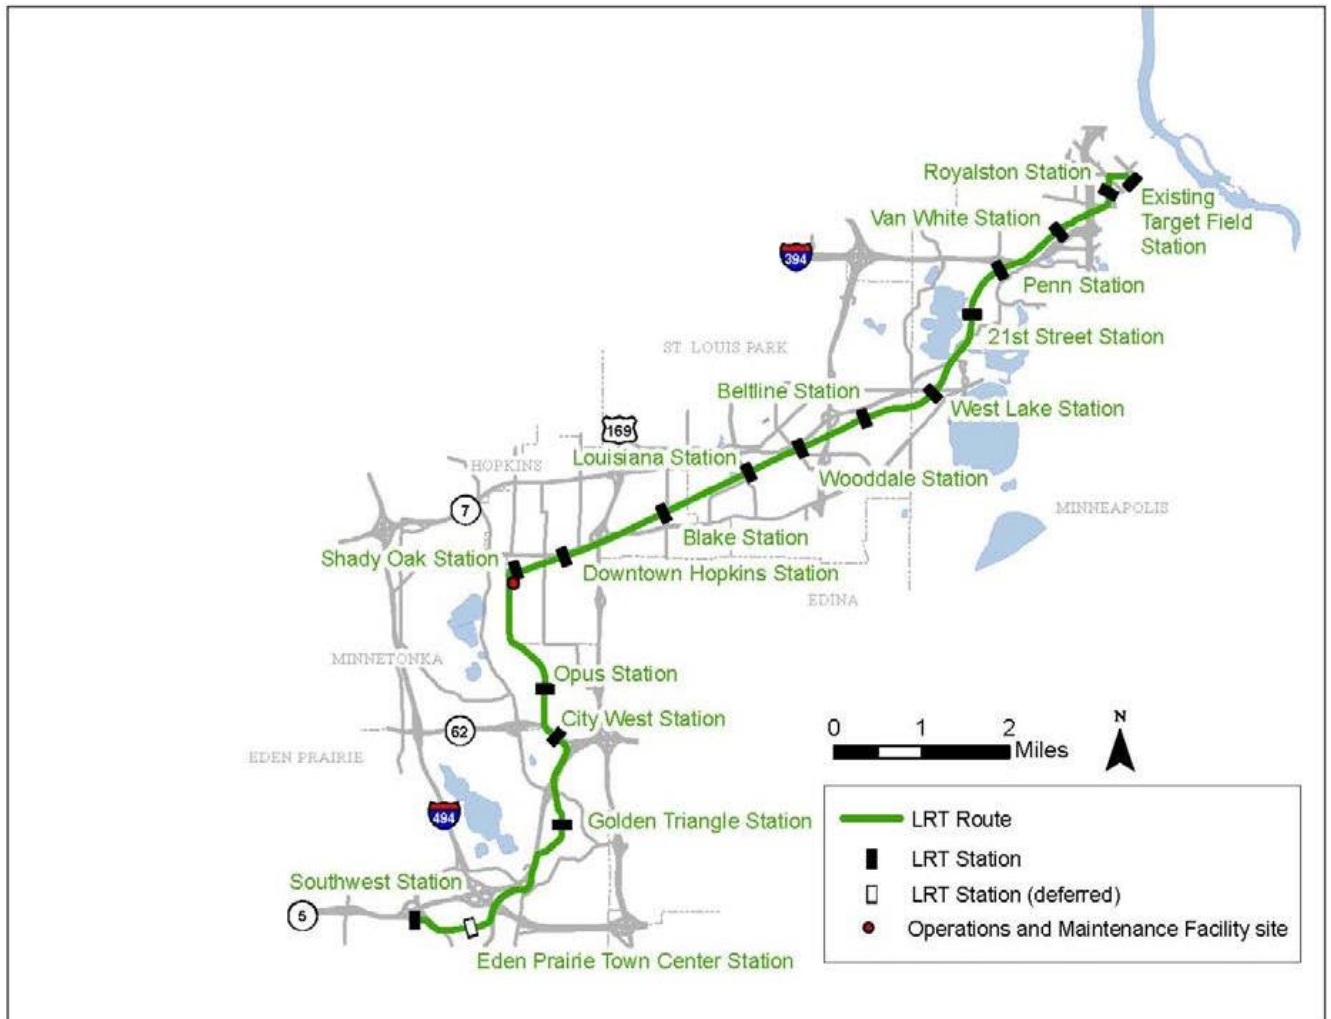 Royalston Station
Existing
Target Field
Station
Van White Station
394
Penn Station
21st Street Station
ST. LOUIS PARK
Beltline Station
West Lake Station
169
Louisiana Station
HOPKINS
Wooddale Station
7
MINNEAPOLIS
Blake Station
Shady Oak Station
Downtown Hopkins Station
EDINA
MINNETONKA
Opus Station
City West Station
62
EDEN PRAIRIE
0 1 2
Miles
N
494
Golden Triangle Station
LRT Route
LRT Station
LRT Station (deferred)
Operations and Maintenance Facility site
Southwest Station
5
Eden Prairie Town Center Station